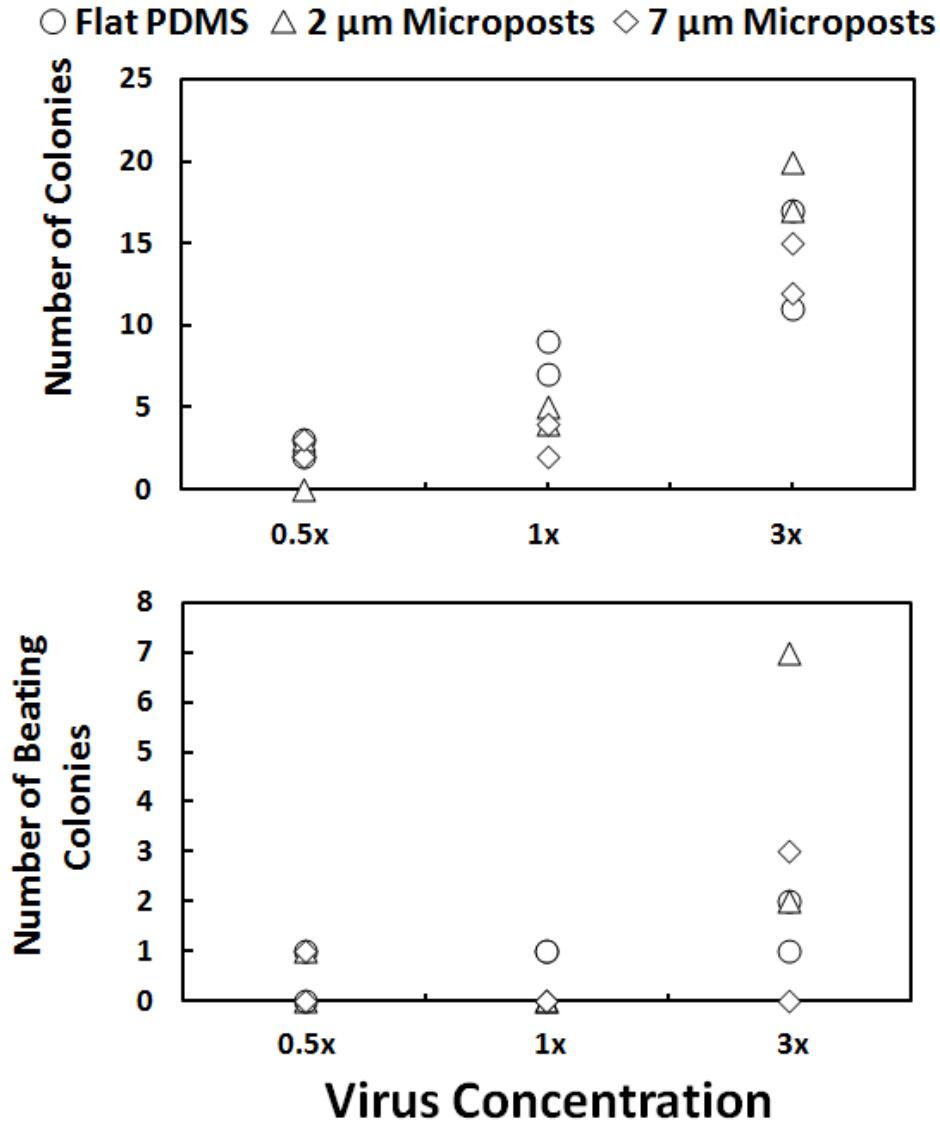 Flat PDMS 2 µm Microposts 7 µm Microposts
Number of Colonies
25
20
15
10
5
0
0.5x 1x 3x
Number of Beating
Colonies
8
7
6
5
4
3
2
1
0
0.5x 1x 3x
Virus Concentration